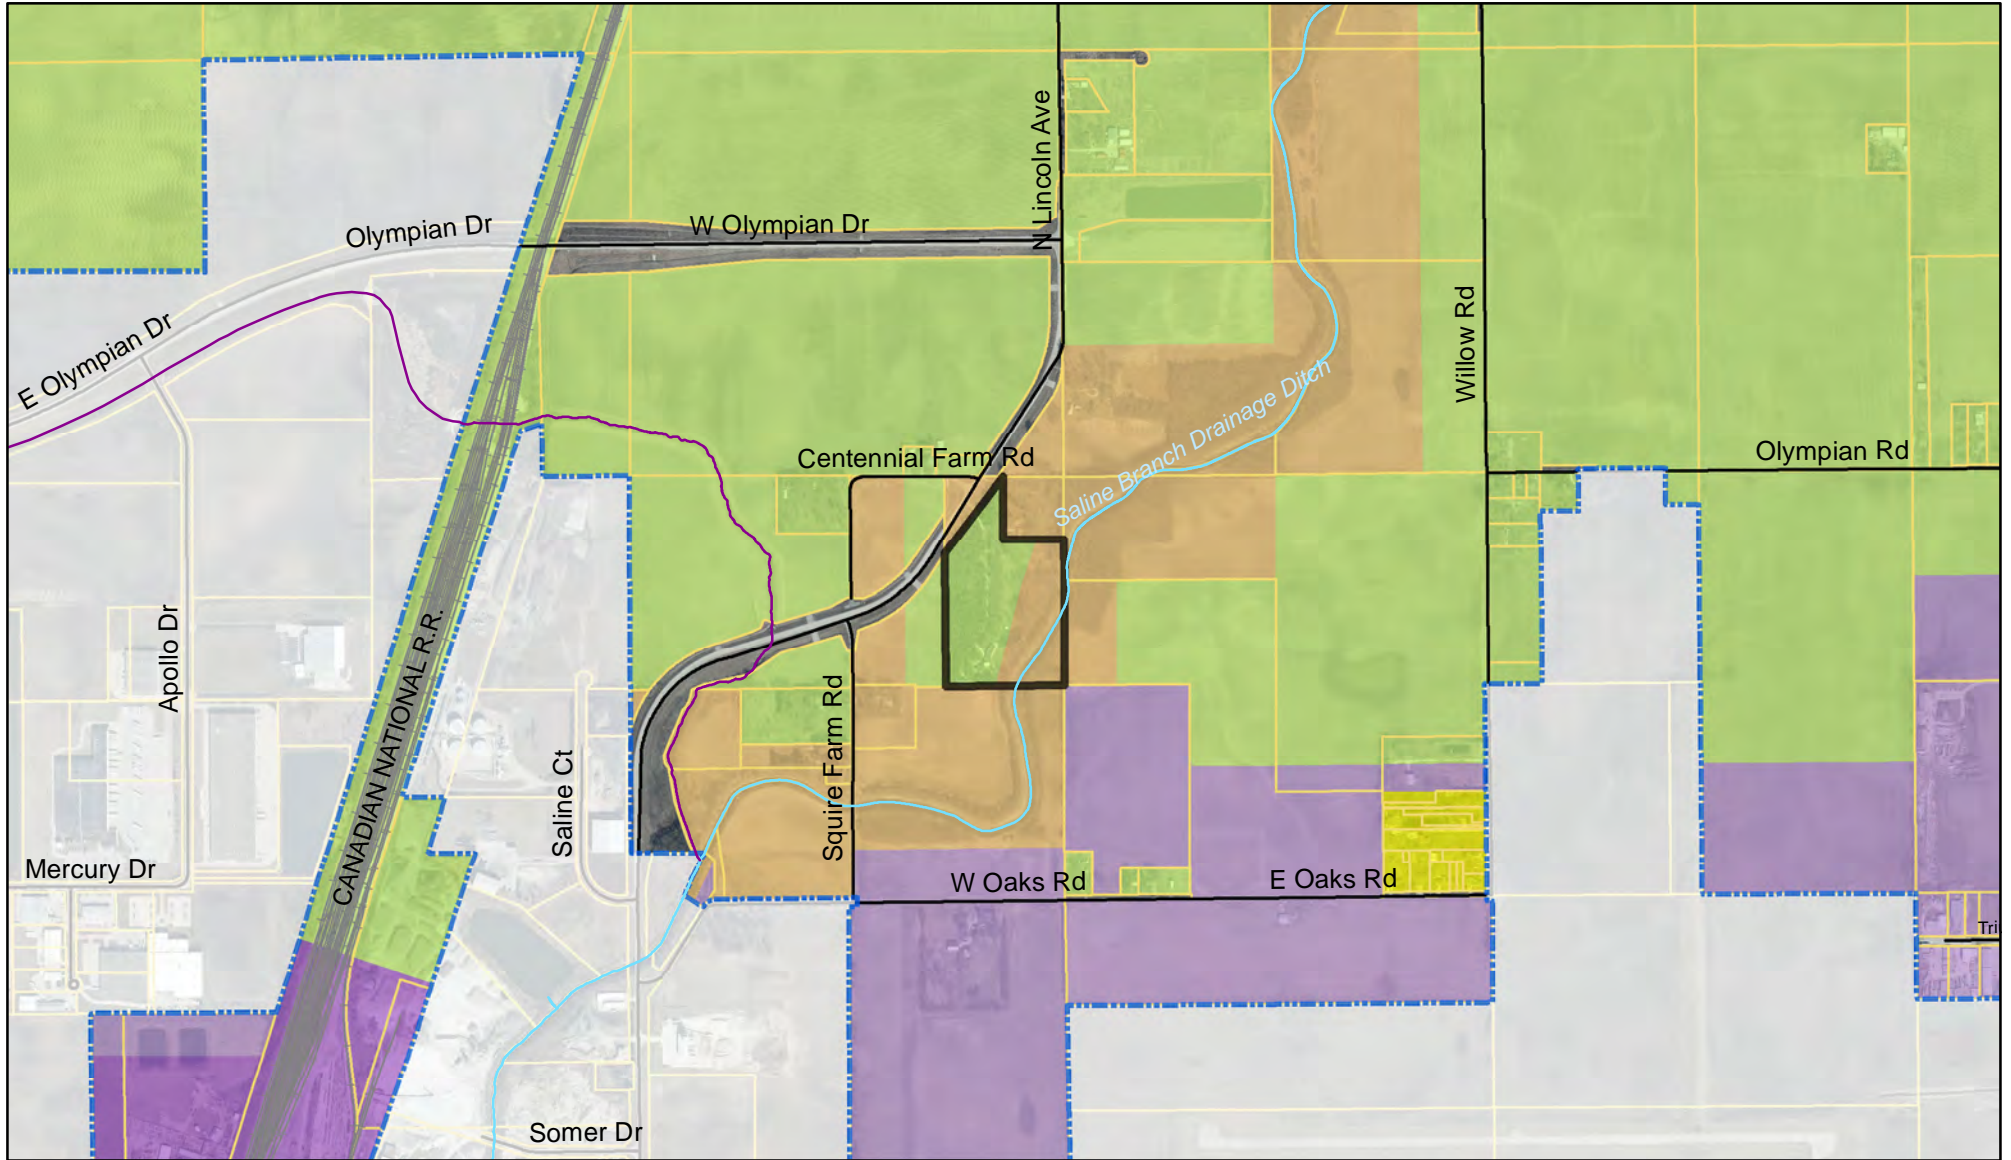 N Lincoln Ave
W Olympian Dr
Olympian Dr
E Olympian Dr
Willow Rd
Saline Branch Drainage Ditch
Centennial Farm Rd
Olympian Rd
Apollo Dr
CANADIAN NATIONAL R.R.
Squire Farm Rd
Saline Ct
Mercury Dr
W Oaks Rd
E Oaks Rd
Tri
Somer Dr